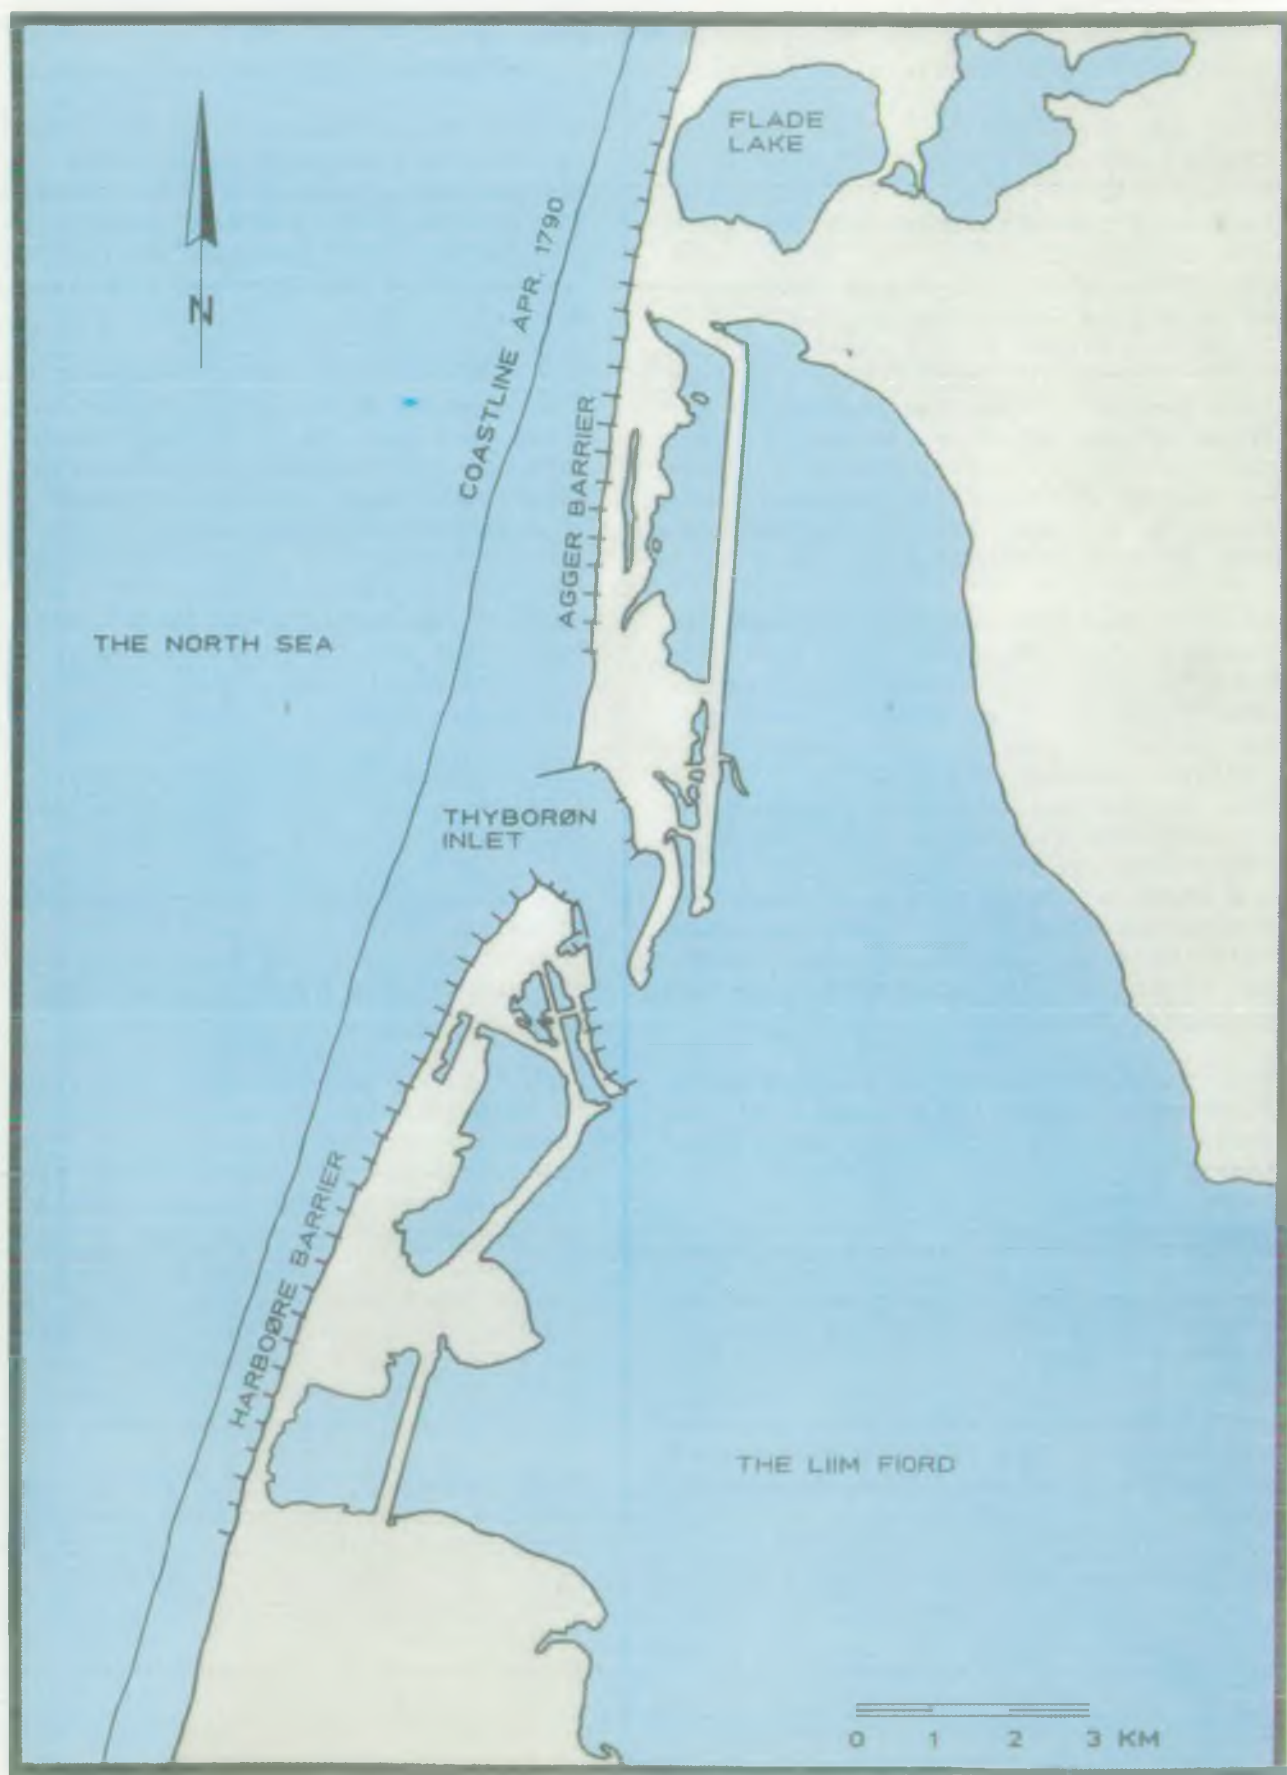 FLADE
LAKE
COASTLINE APR. 1790
N
AGGER BARRIER
THE NORTH SEA
THYBORØN
INLET
HARBOØRE BARRIER
THE LIIM FIORD
0 1 2 3 KM